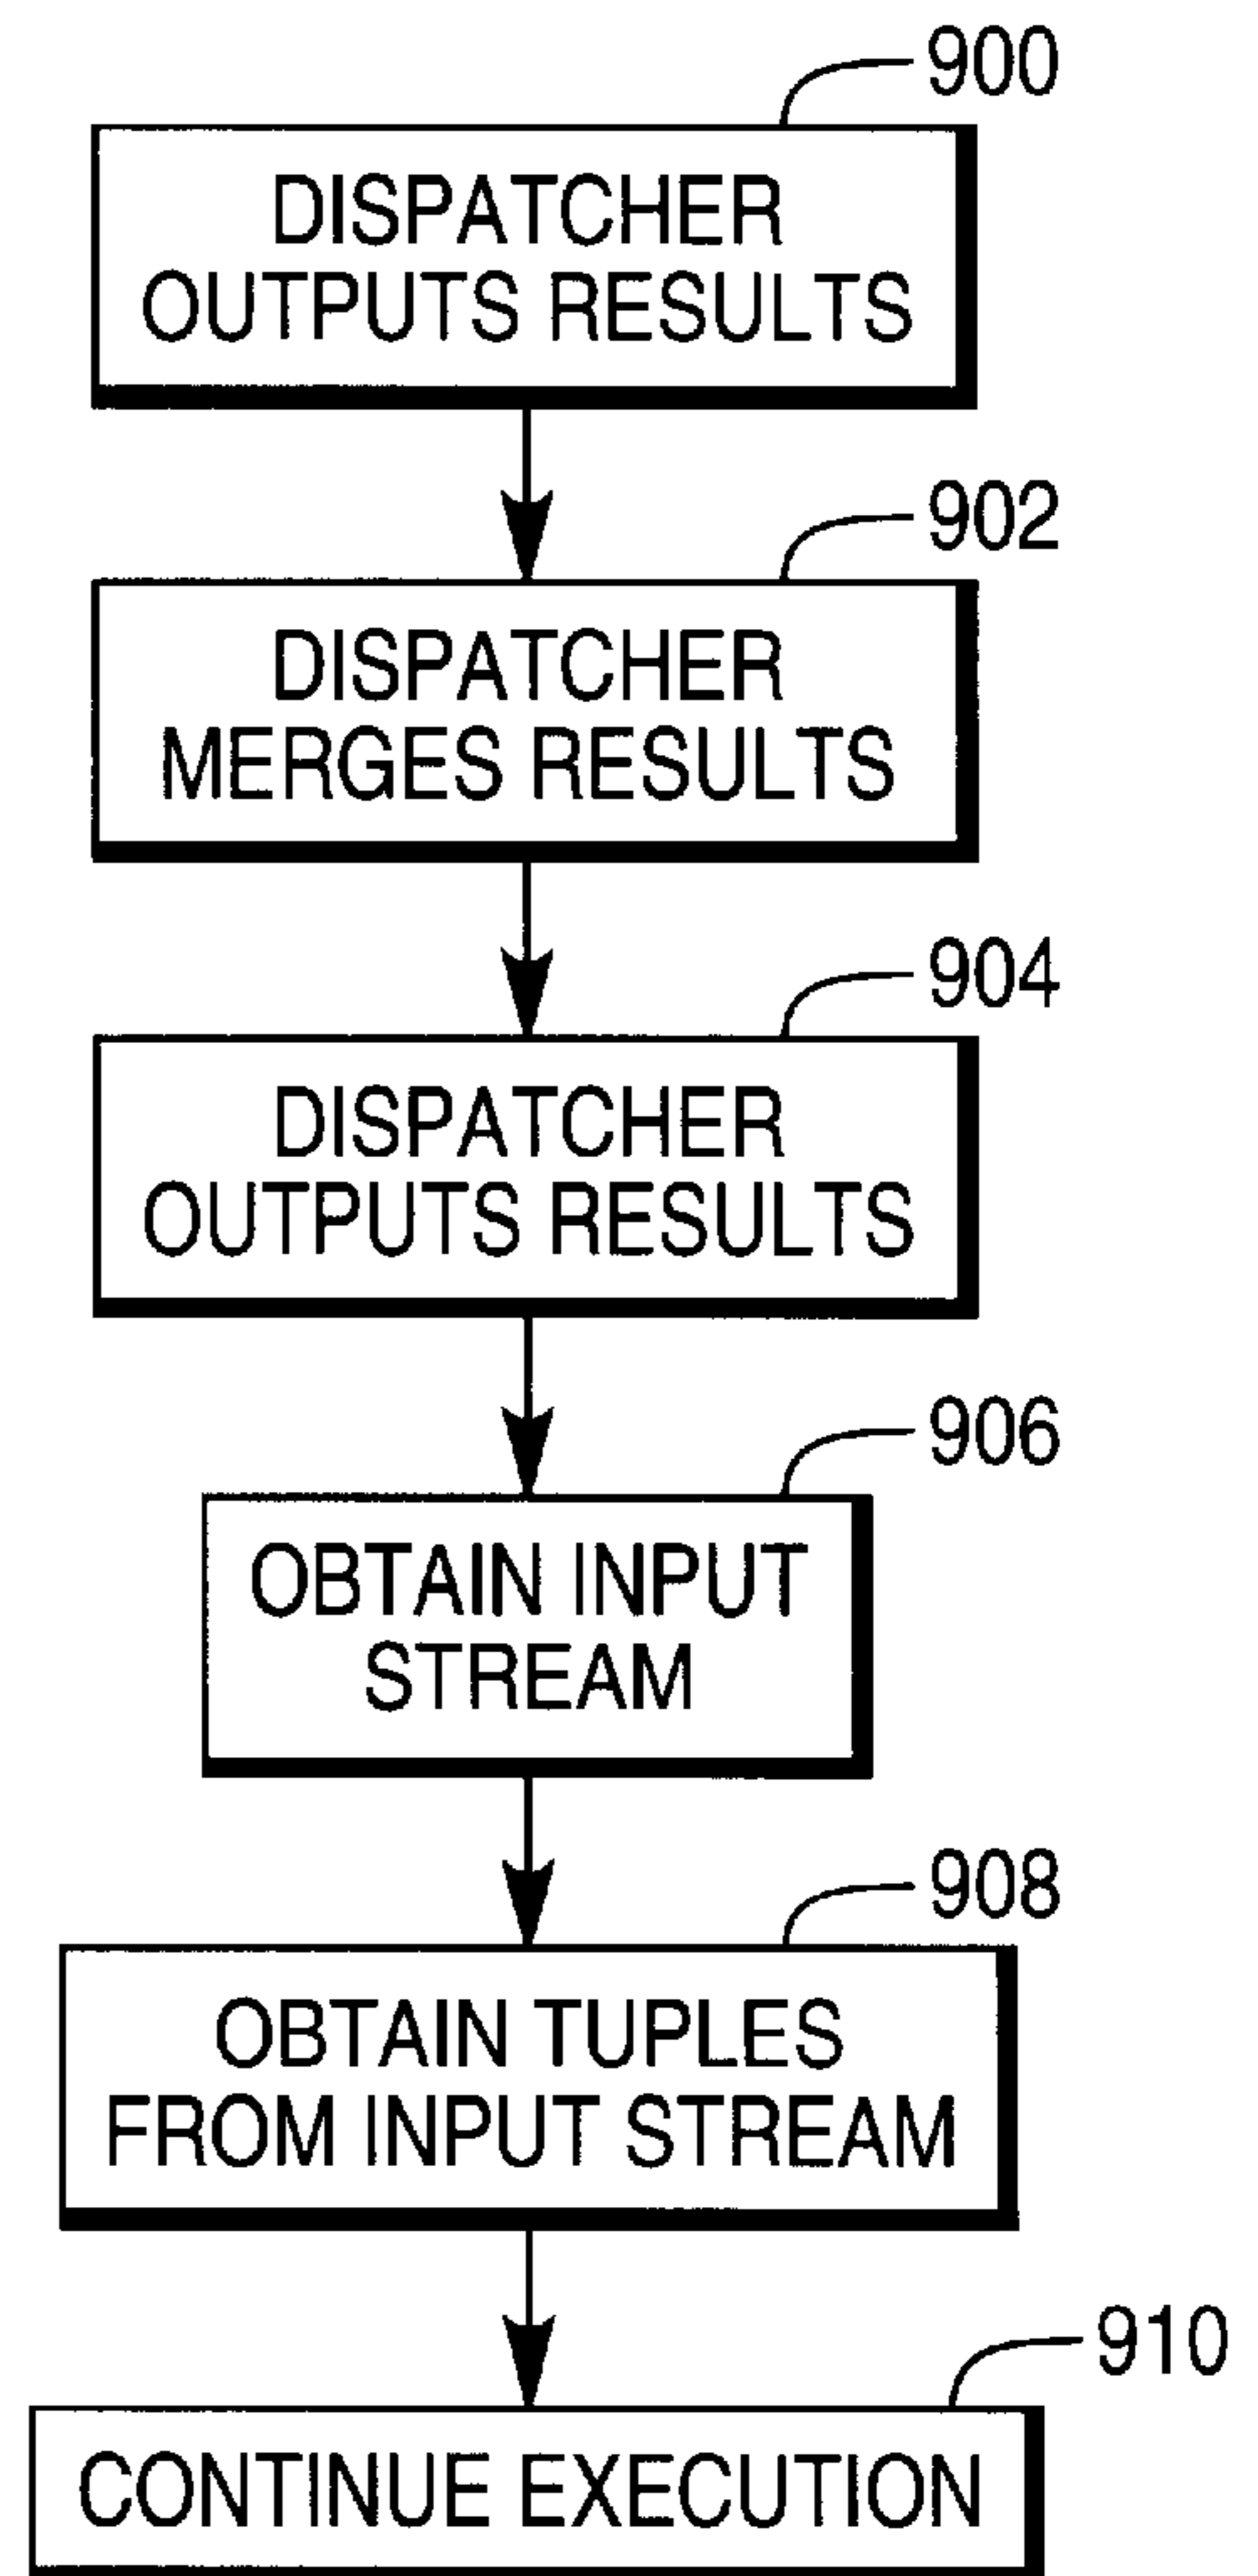 900
DISPATCHER
OUTPUTS RESULTS
902
DISPATCHER
MERGES RESULTS
904
DISPATCHER
OUTPUTS RESULTS
906
OBTAIN INPUT
STREAM
908
OBTAIN TUPLES
FROM INPUT STREAM
910
CONTINUE EXECUTION